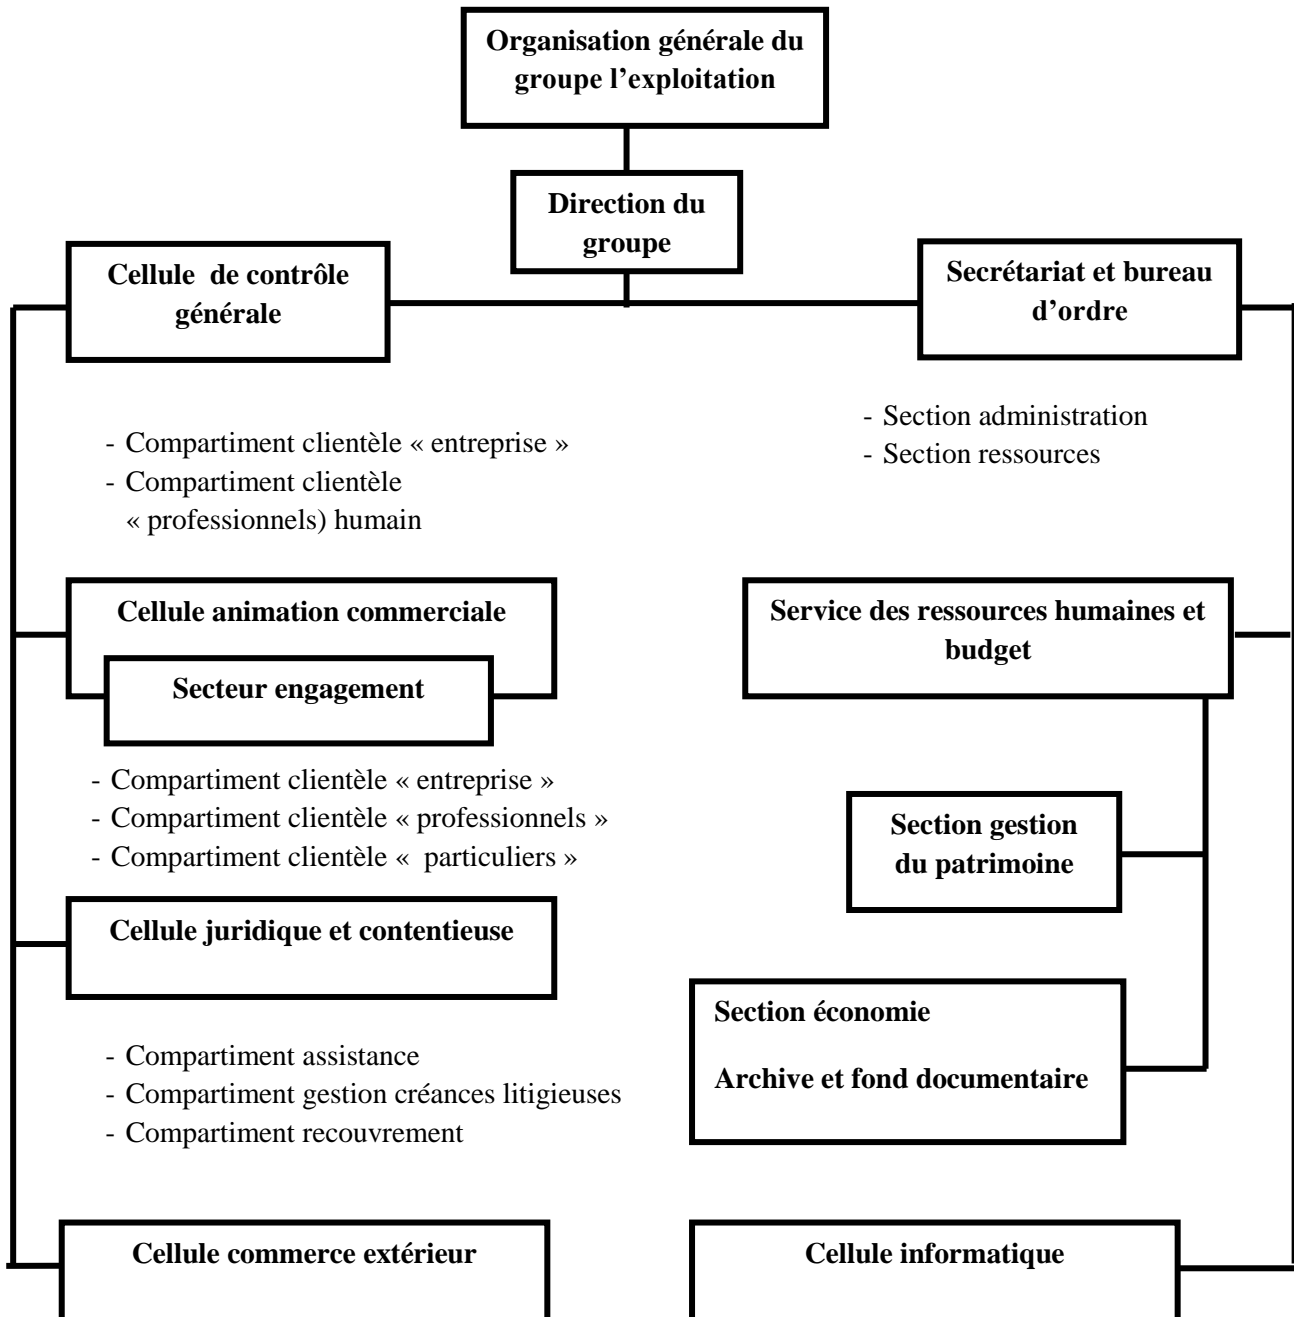 Organisation générale du
groupe l’exploitation
Direction du
groupe
Cellule  de contrôle
générale
Secrétariat et bureau
d’ordre
- Compartiment clientèle « entreprise »
- Compartiment clientèle
« professionnels) humain
- Section administration
- Section ressources
Cellule animation commerciale
Secteur engagement
Service des ressources humaines et
budget
- Compartiment clientèle « entreprise »
- Compartiment clientèle « professionnels »
- Compartiment clientèle «  particuliers »
Section gestion
du patrimoine
Cellule juridique et contentieuse
Section économie
Archive et fond documentaire
- Compartiment assistance
- Compartiment gestion créances litigieuses
- Compartiment recouvrement
Cellule commerce extérieur
Cellule informatique